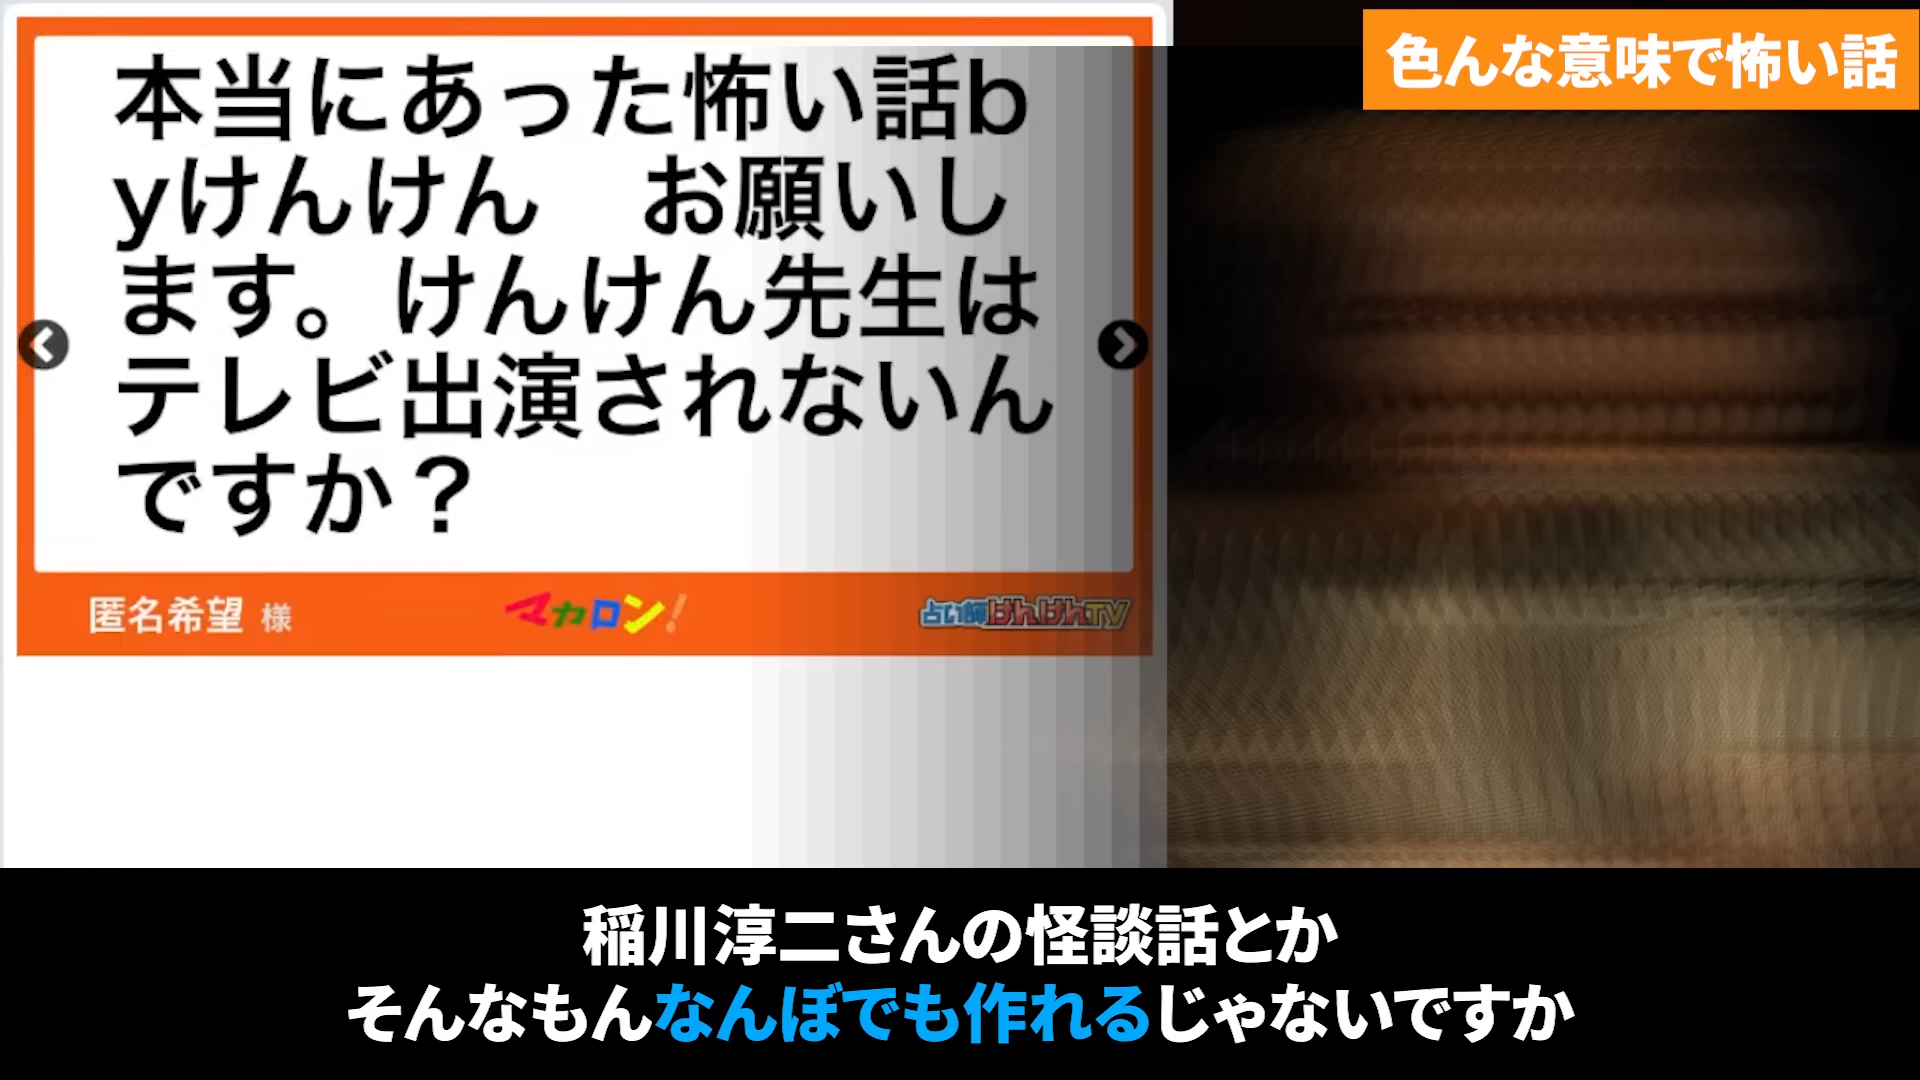 本当にあった怖い話b
yけんけん　お願いし
ます。けんけん先生は
テレビ出演されないん
ですか？
匿名希望 様
マカロン!
占い師けんけんTV
色んな意味で怖い話
稲川淳二さんの怪談話とか
そんなもんなんぼでも作れるじゃないですか